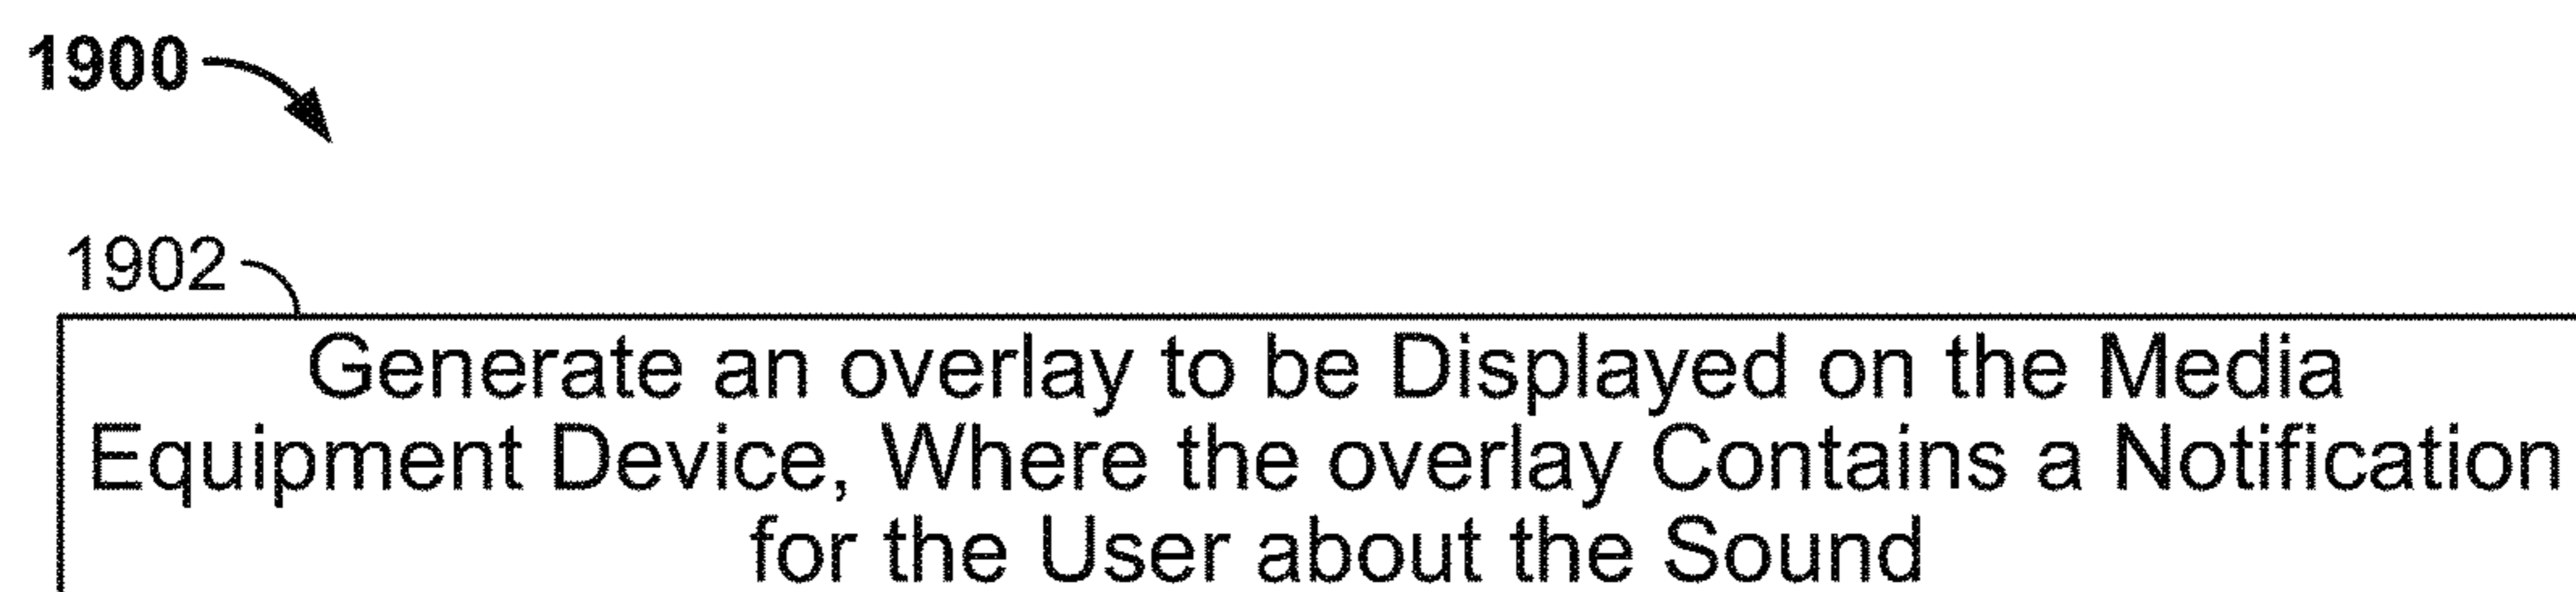 1900
1902
Generate an overlay to be Displayed on the Media
Equipment Device, Where the overlay Contains a Notification
for the User about the Sound